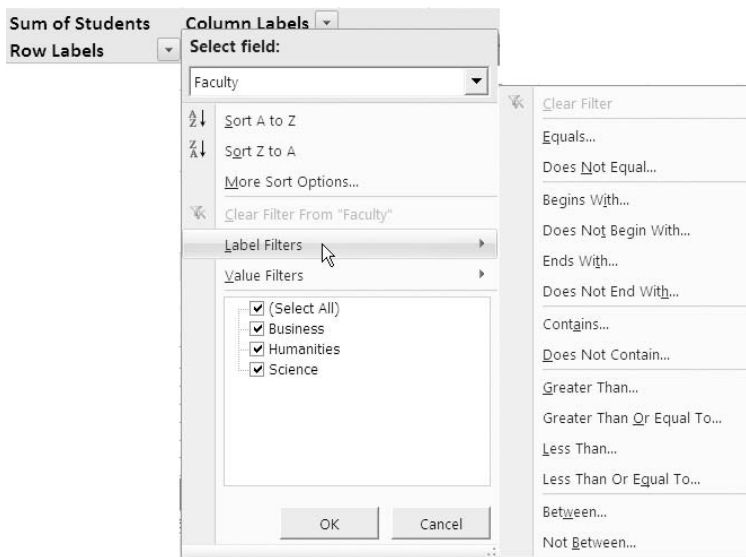 Sum of Students Column Labels
Row Labels
Select field:
Faculty
Sort A to Z
Sort Z to A
More Sort Options...
Clear Filter From "Faculty"
Label Filters
Value Filters
(Select All)
Business
Humanities
Science
OK Cancel
Clear Filter
Equals...
Does Not Equal...
Begins With...
Does Not Begin With...
Ends With...
Does Not End With...
Contains...
Does Not Contain...
Greater Than...
Greater Than Or Equal To...
Less Than...
Less Than Or Equal To...
Between...
Not Between...